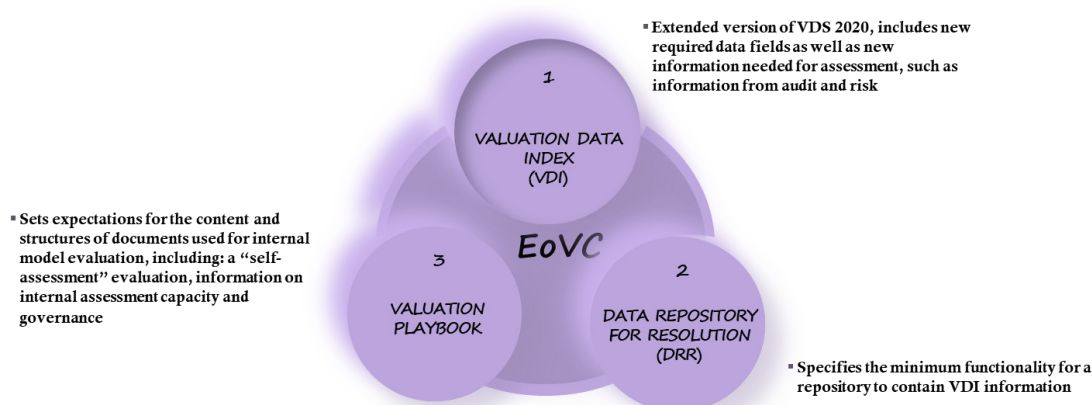 ▪ Extended version of VDS 2020, includes new
required data fields as well as new
information needed for assessment, such as
information from audit and risk
1
VALUATION DATA
INDEX
(VDI)
▪ Sets expectations for the content and
structures of documents used for internal
model evaluation, including: a “self-
assessment” evaluation, information on
internal assessment capacity and
governance
EoVC
3
VALUATION
PLAYBOOK
2
DATA REPOSITORY
FOR RESOLUTION
(DRR)
▪ Specifies the minimum functionality for a
repository to contain VDI information